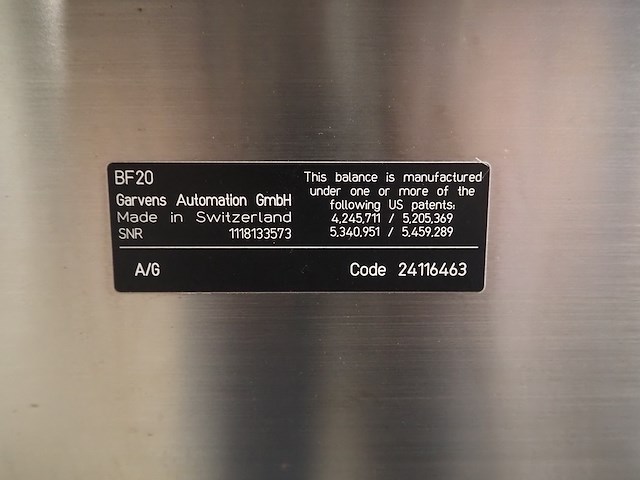 BF20
Garvens Automation GmbH
Made in Switzerland
SNR 1118133573
This balance is manufactured
under one or more of the
following US patents:
4,245,711 / 5,205,369
5,340,951 / 5,459,289
A/G Code 24116463